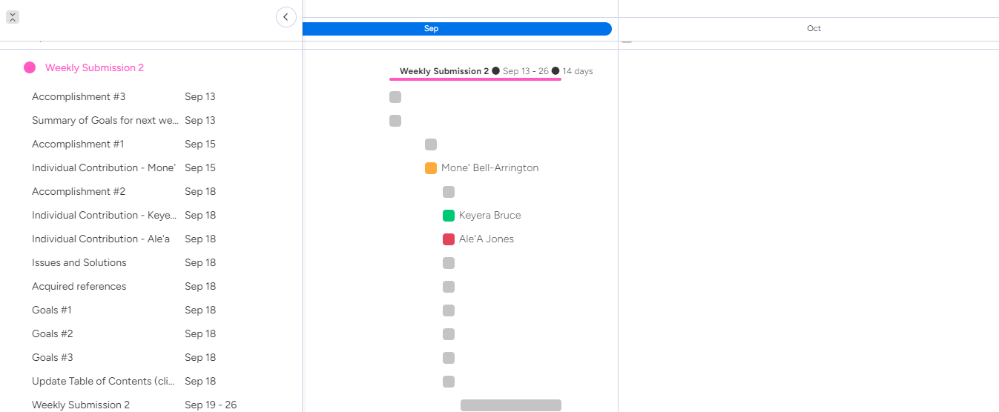 Sep
Oct
Weekly Submission 2
Weekly Submission 2 ● Sep 13 - 26 ● 14 days
Accomplishment #3 Sep 13
Summary of Goals for next we... Sep 13
Accomplishment #1 Sep 15
Individual Contribution - Mone' Sep 15 Mone' Bell-Arrington
Accomplishment #2 Sep 18
Individual Contribution - Keye... Sep 18 Keyera Bruce
Individual Contribution - Ale'a Sep 18 Ale'A Jones
Issues and Solutions Sep 18
Acquired references Sep 18
Goals #1 Sep 18
Goals #2 Sep 18
Goals #3 Sep 18
Update Table of Contents (cli... Sep 18
Weekly Submission 2 Sep 19 - 26